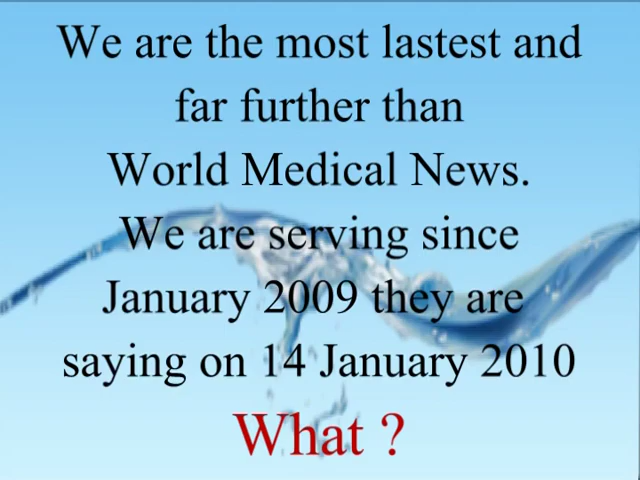 We are the most lastest and
far further than
World Medical News.
We are serving since
January 2009 they are
saying on 14 January 2010
What ?